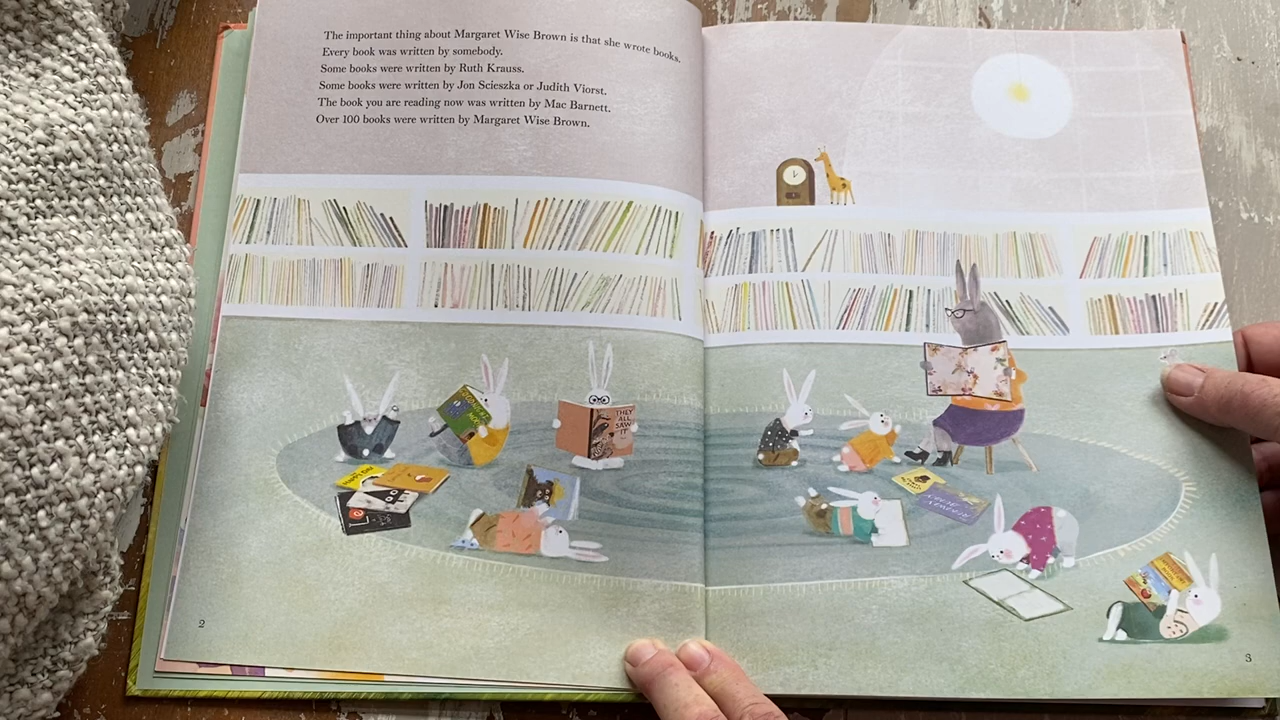 The important thing about Margaret Wise Brown is that she wrote books.
Every book was written by somebody.
Some books were written by Ruth Krauss.
Some books were written by Jon Scieszka or Judith Viorst.
The book you are reading now was written by Mac Barnett.
Over 100 books were written by Margaret Wise Brown.
THEY
ALL
SAW
IT
2
3